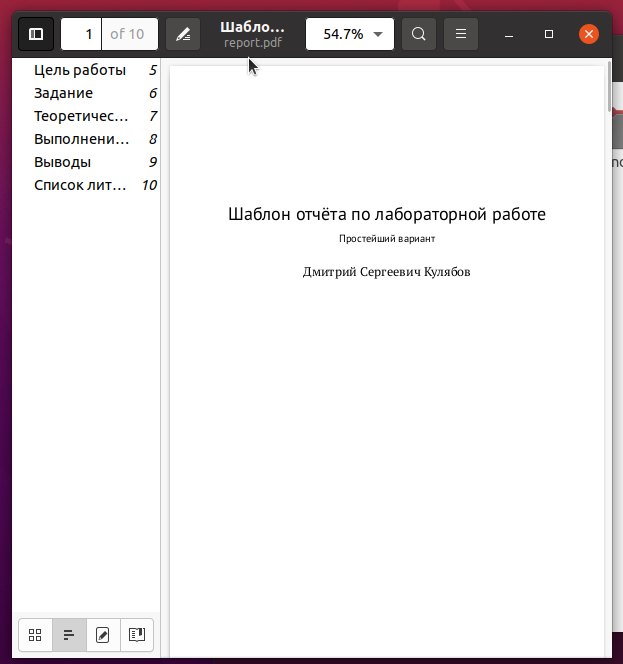 1 of 10
Шабло...
report.pdf
54.7%
Цель работы 5
Задание 6
Теоретичес... 7
Выполнени... 8
Выводы 9
Список лит... 10
Шаблон отчёта по лабораторной работе
Простейший вариант
Дмитрий Сергеевич Кулябов